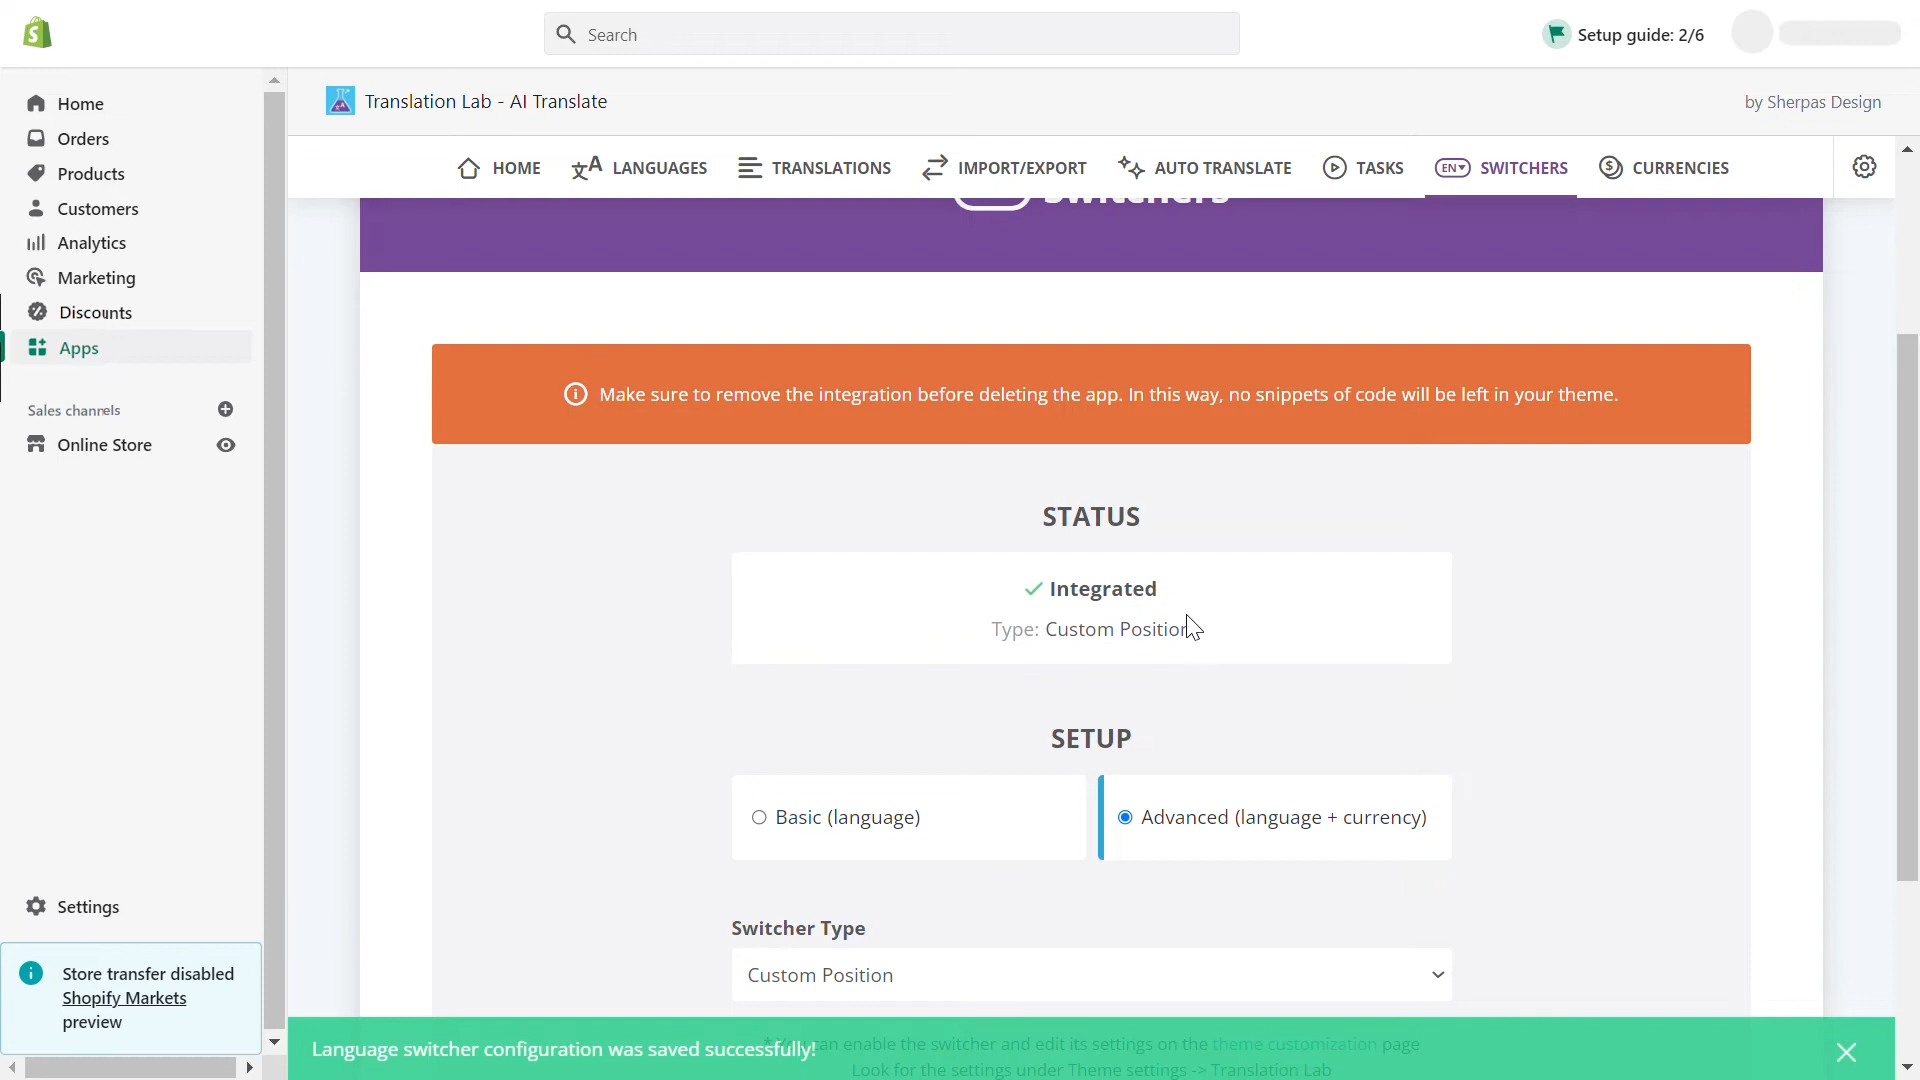 Search
Setup guide: 2/6
Home
Orders
Products
Customers
Analytics
Marketing
Discounts
Apps
Sales channels
Online Store
Settings
Store transfer disabled
Shopify Markets
preview
Translation Lab - AI Translate
by Sherpas Design
HOME
LANGUAGES
TRANSLATIONS
IMPORT/EXPORT
AUTO TRANSLATE
TASKS
EN
SWITCHERS
CURRENCIES
Switchers
Make sure to remove the integration before deleting the app. In this way, no snippets of code will be left in your theme.
STATUS
Integrated
Type: Custom Position
SETUP
Basic (language)
Advanced (language + currency)
Switcher Type
Custom Position
* You can enable the switcher and edit its settings on the theme customization page
Look for the settings under Theme settings -> Translation Lab
Language switcher configuration was saved successfully!